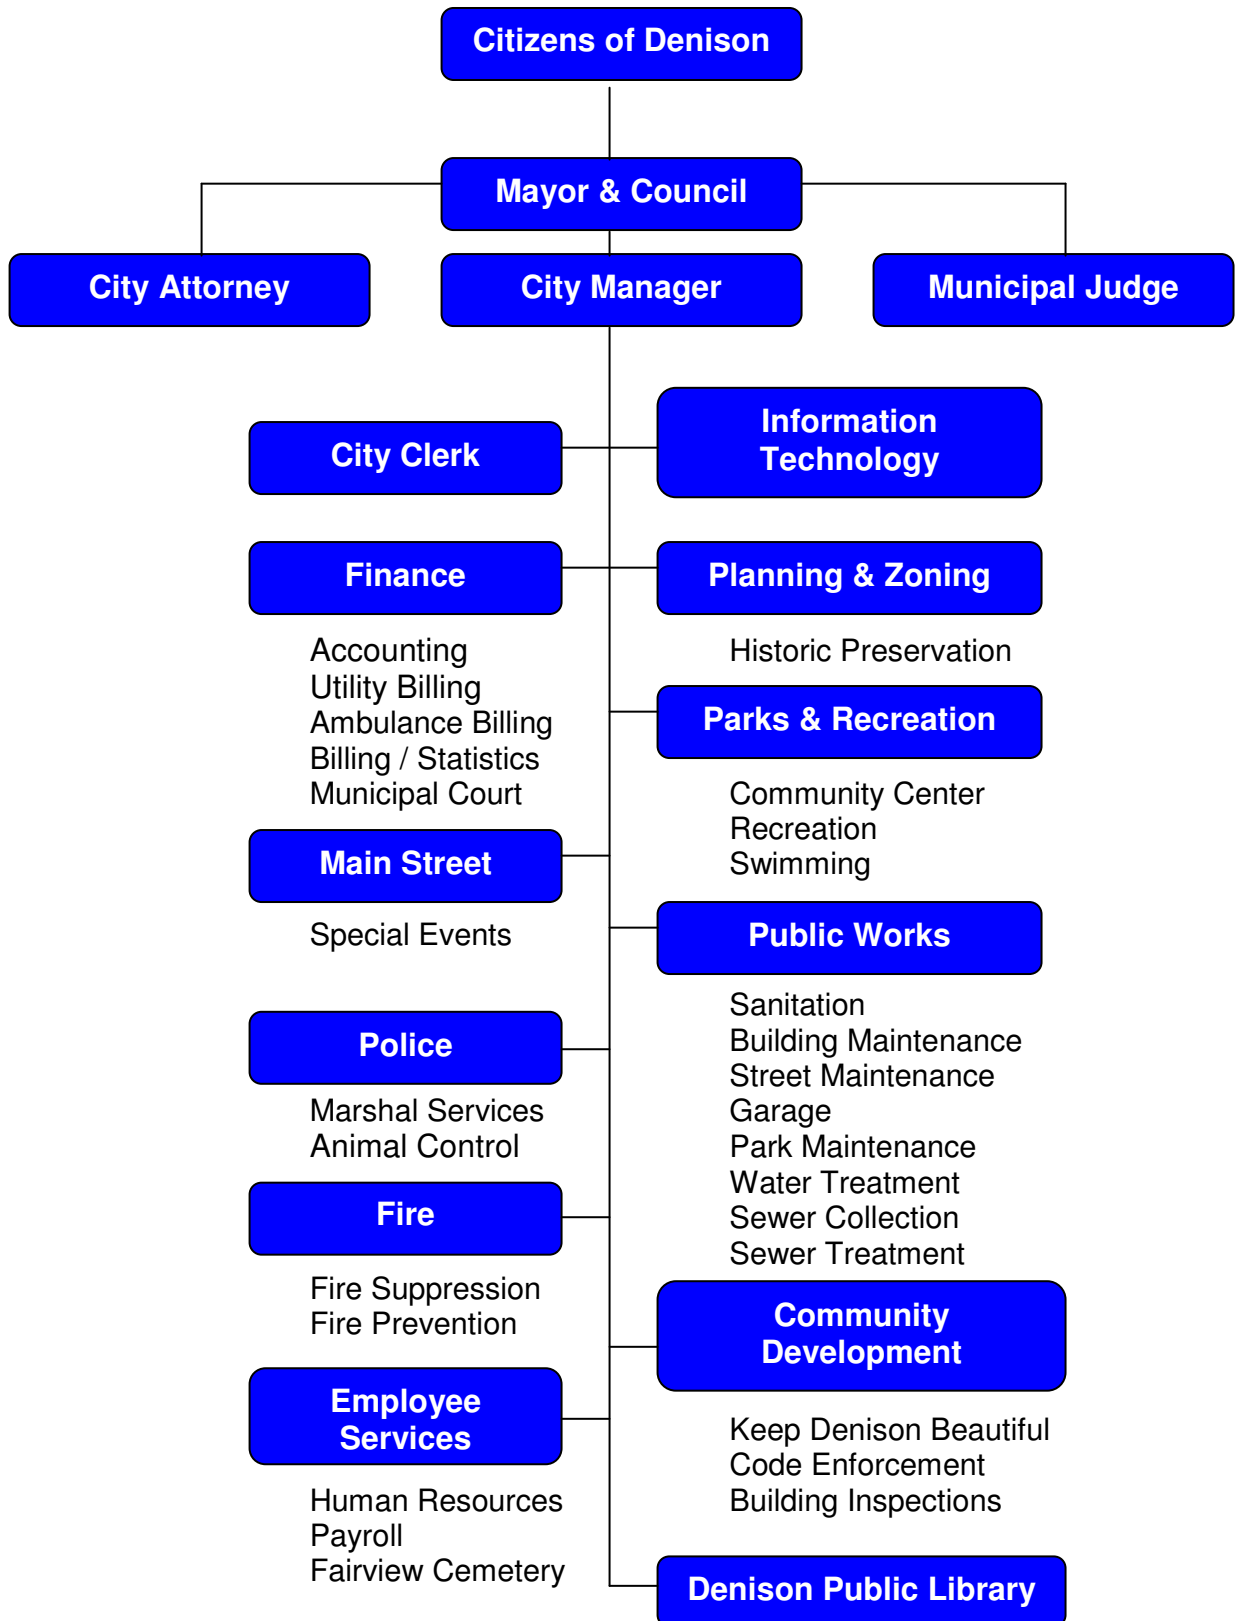 Citizens of Denison
Mayor & Council
City Attorney
City Manager
Municipal Judge
City Clerk
Information
Technology
Finance
Accounting
Utility Billing
Ambulance Billing
Billing / Statistics
Municipal Court
Planning & Zoning
Historic Preservation
Parks & Recreation
Community Center
Recreation
Swimming
Main Street
Special Events
Public Works
Sanitation
Building Maintenance
Street Maintenance
Garage
Park Maintenance
Water Treatment
Sewer Collection
Sewer Treatment
Police
Marshal Services
Animal Control
Fire
Fire Suppression
Fire Prevention
Community
Development
Keep Denison Beautiful
Code Enforcement
Building Inspections
Employee
Services
Human Resources
Payroll
Fairview Cemetery
Denison Public Library